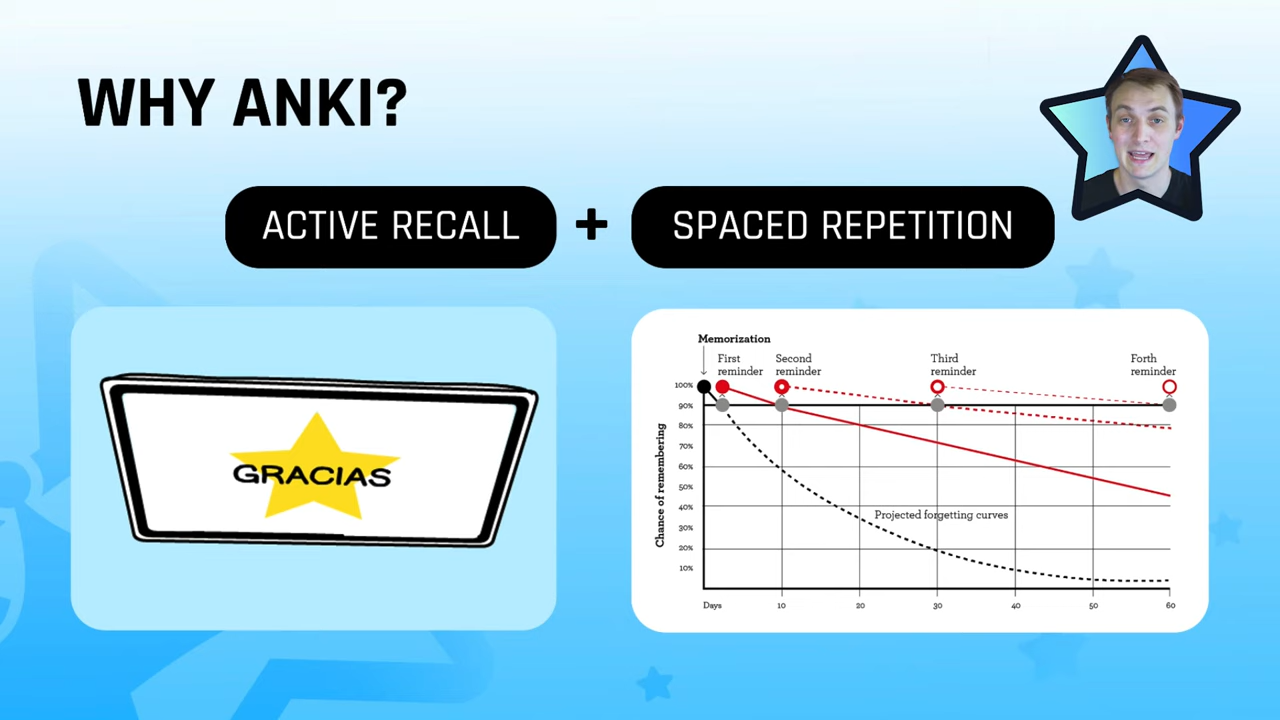 WHY ANKI?
ACTIVE RECALL + SPACED REPETITION
GRACIAS
Memorization
First
reminder
Second
reminder
Third
reminder
Forth
reminder
100%
90%
80%
70%
60%
50%
40%
30%
20%
10%
Chance of remembering
Projected forgetting curves
Days 10 20 30 40 50 60